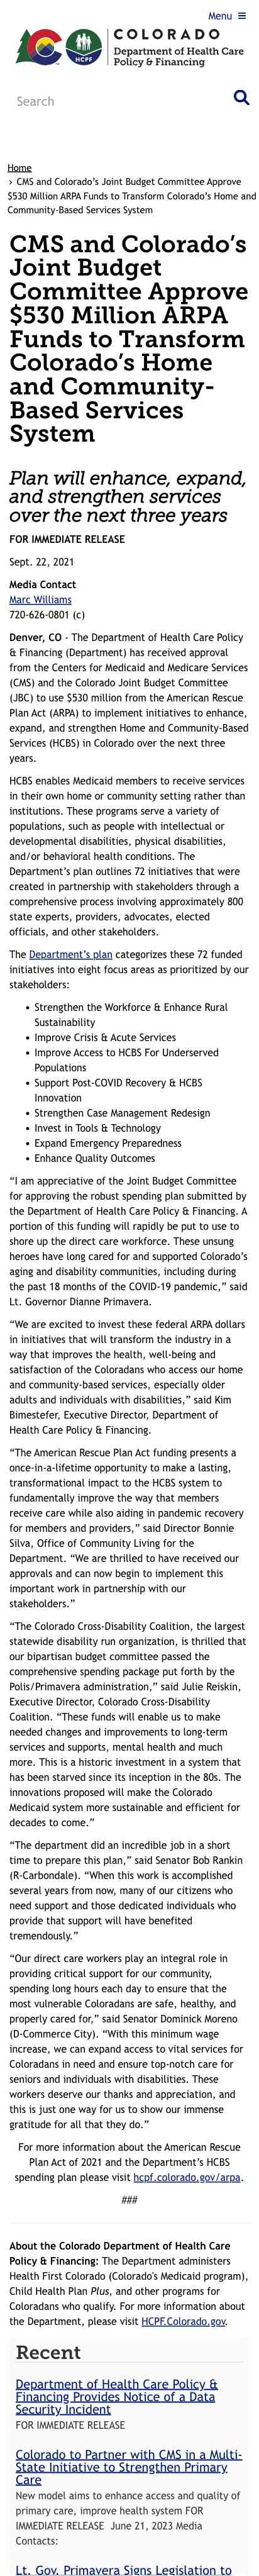 Menu ≡
COLORADO
Department of Health Care
Policy & Financing
HCPF
Search
Home
› CMS and Colorado’s Joint Budget Committee Approve
$530 Million ARPA Funds to Transform Colorado’s Home and
Community-Based Services System
CMS and Colorado’s
Joint Budget
Committee Approve
$530 Million ARPA
Funds to Transform
Colorado’s Home
and Community-
Based Services
System
Plan will enhance, expand,
and strengthen services
over the next three years
FOR IMMEDIATE RELEASE
Sept. 22, 2021
Media Contact
Marc Williams
720-626-0801 (c)
Denver, CO - The Department of Health Care Policy
& Financing (Department) has received approval
from the Centers for Medicaid and Medicare Services
(CMS) and the Colorado Joint Budget Committee
(JBC) to use $530 million from the American Rescue
Plan Act (ARPA) to implement initiatives to enhance,
expand, and strengthen Home and Community-Based
Services (HCBS) in Colorado over the next three
years.
HCBS enables Medicaid members to receive services
in their own home or community setting rather than
institutions. These programs serve a variety of
populations, such as people with intellectual or
developmental disabilities, physical disabilities,
and/or behavioral health conditions. The
Department’s plan outlines 72 initiatives that were
created in partnership with stakeholders through a
comprehensive process involving approximately 800
state experts, providers, advocates, elected
officials, and other stakeholders.
The Department’s plan categorizes these 72 funded
initiatives into eight focus areas as prioritized by our
stakeholders:
• Strengthen the Workforce & Enhance Rural
Sustainability
• Improve Crisis & Acute Services
• Improve Access to HCBS For Underserved
Populations
• Support Post-COVID Recovery & HCBS
Innovation
• Strengthen Case Management Redesign
• Invest in Tools & Technology
• Expand Emergency Preparedness
• Enhance Quality Outcomes
“I am appreciative of the Joint Budget Committee
for approving the robust spending plan submitted by
the Department of Health Care Policy & Financing. A
portion of this funding will rapidly be put to use to
shore up the direct care workforce. These unsung
heroes have long cared for and supported Colorado’s
aging and disability communities, including during
the past 18 months of the COVID-19 pandemic,” said
Lt. Governor Dianne Primavera.
“We are excited to invest these federal ARPA dollars
in initiatives that will transform the industry in a
way that improves the health, well-being and
satisfaction of the Coloradans who access our home
and community-based services, especially older
adults and individuals with disabilities,” said Kim
Bimestefer, Executive Director, Department of
Health Care Policy & Financing.
“The American Rescue Plan Act funding presents a
once-in-a-lifetime opportunity to make a lasting,
transformational impact to the HCBS system to
fundamentally improve the way that members
receive care while also aiding in pandemic recovery
for members and providers,” said Director Bonnie
Silva, Office of Community Living for the
Department. “We are thrilled to have received our
approvals and can now begin to implement this
important work in partnership with our
stakeholders.”
“The Colorado Cross-Disability Coalition, the largest
statewide disability run organization, is thrilled that
our bipartisan budget committee passed the
comprehensive spending package put forth by the
Polis/Primavera administration,” said Julie Reiskin,
Executive Director, Colorado Cross-Disability
Coalition. “These funds will enable us to make
needed changes and improvements to long-term
services and supports, mental health and much
more. This is a historic investment in a system that
has been starved since its inception in the 80s. The
innovations proposed will make the Colorado
Medicaid system more sustainable and efficient for
decades to come.”
“The department did an incredible job in a short
time to prepare this plan,” said Senator Bob Rankin
(R-Carbondale). “When this work is accomplished
several years from now, many of our citizens who
need support and those dedicated individuals who
provide that support will have benefited
tremendously.”
“Our direct care workers play an integral role in
providing critical support for our community,
spending long hours each day to ensure that the
most vulnerable Coloradans are safe, healthy, and
properly cared for,” said Senator Dominick Moreno
(D-Commerce City). “With this minimum wage
increase, we can expand access to vital services for
Coloradans in need and ensure top-notch care for
seniors and individuals with disabilities. These
workers deserve our thanks and appreciation, and
this is just one way for us to show our immense
gratitude for all that they do.”
For more information about the American Rescue
Plan Act of 2021 and the Department’s HCBS
spending plan please visit hcpf.colorado.gov/arpa.
###
About the Colorado Department of Health Care
Policy & Financing: The Department administers
Health First Colorado (Colorado's Medicaid program),
Child Health Plan Plus, and other programs for
Coloradans who qualify. For more information about
the Department, please visit HCPF.Colorado.gov.
Recent
Department of Health Care Policy &
Financing Provides Notice of a Data
Security Incident
FOR IMMEDIATE RELEASE
Colorado to Partner with CMS in a Multi-
State Initiative to Strengthen Primary
Care
New model aims to enhance access and quality of
primary care, improve health system FOR
IMMEDIATE RELEASE June 21, 2023 Media
Contacts:
Lt. Gov. Primavera Signs Legislation to